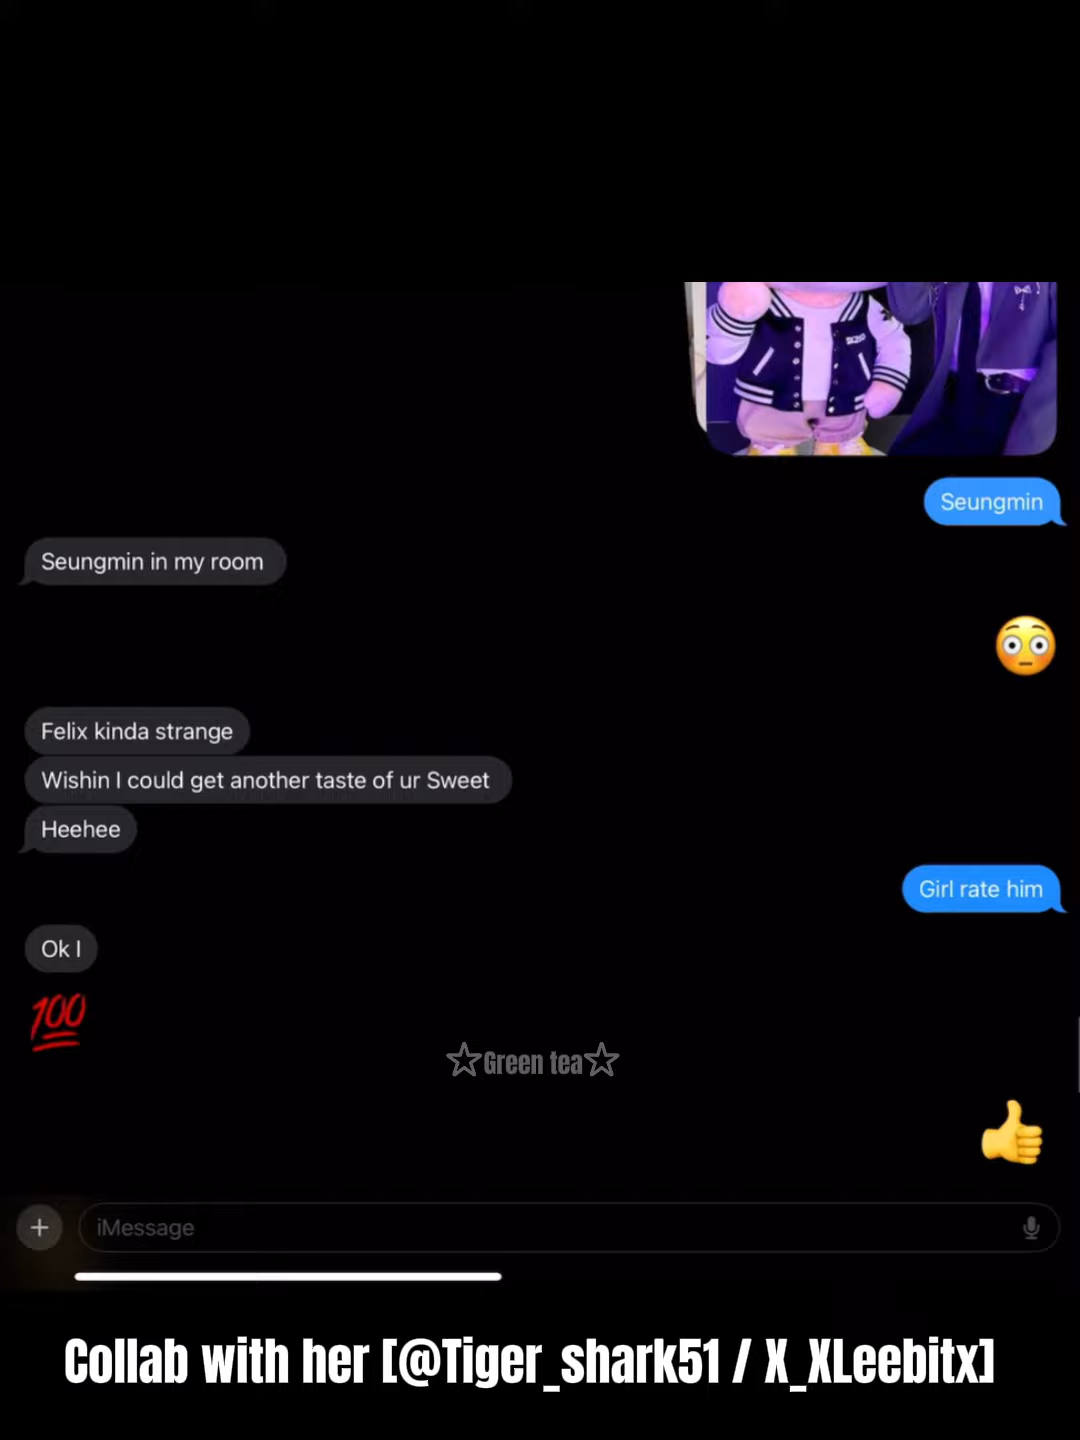 Seungmin
Seungmin in my room
😳
Felix kinda strange
Wishin I could get another taste of ur Sweet
Heehee
Girl rate him
Ok I
💯
☆Green tea☆
👍
iMessage
Collab with her [@Tiger_shark51 / X_XLeebitx]